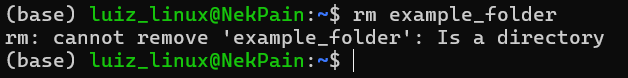 (base) luiz_linux@NekPain:~$ rm example_folder
rm: cannot remove 'example_folder': Is a directory
(base) luiz_linux@NekPain:~$